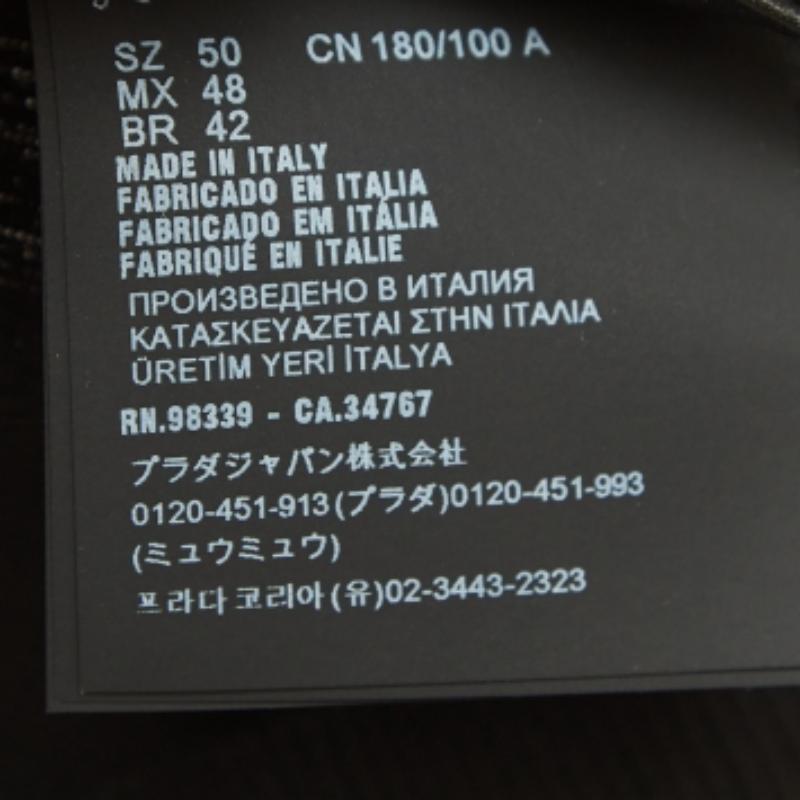 SZ 50 CN 180/100 A
MX 48
BR 42
MADE IN ITALY
FABRICADO EN ITALIA
FABRICADO EM ITÁLIA
FABRIQUÉ EN ITALIE
ПРОИЗВЕДЕНО В ИТАЛИЯ
ΚΑΤΑΣΚΕΥΑΖΕΤΑΙ ΣΤΗΝ ΙΤΑΛΙΑ
ÜRETİM YERİ İTALYA
RN.98339 - CA.34767
プラダジャパン株式会社
0120-451-913(プラダ)0120-451-993
(ミュウミュウ)
프라다코리아(유)02-3443-2323